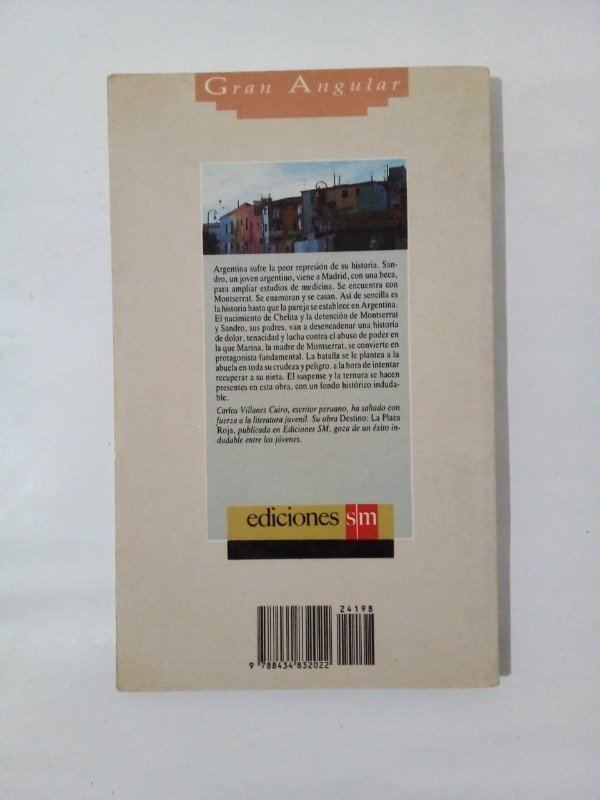 Gran Angular
Argentina sufre la peor represión de su historia. San-
dro, un joven argentino, viene a Madrid, con una beca,
para ampliar estudios de medicina. Se encuentra con
Montserrat. Se enamoran y se casan. Así de sencilla es
la historia hasta que la pareja se establece en Argentina.
El nacimiento de Chelita y la detención de Montserrat
y Sandro, sus padres, van a desencadenar una historia
de dolor, tenacidad y lucha contra el abuso de poder en
la que Marina, la madre de Montserrat, se convierte en
protagonista fundamental. La batalla se le plantea a la
abuela en toda su crudeza y peligro, a la hora de intentar
recuperar a su nieta. El suspense y la ternura se hacen
presentes en esta obra, con un fondo histórico induda-
ble.
Carlos Villanes Cairo, escritor peruano, ha saltado con
fuerza a la literatura juvenil. Su obra Destino: La Plaza
Roja, publicada en Ediciones SM, goza de un éxito in-
dudable entre los jóvenes.
ediciones sm
24198
9 788434 832022